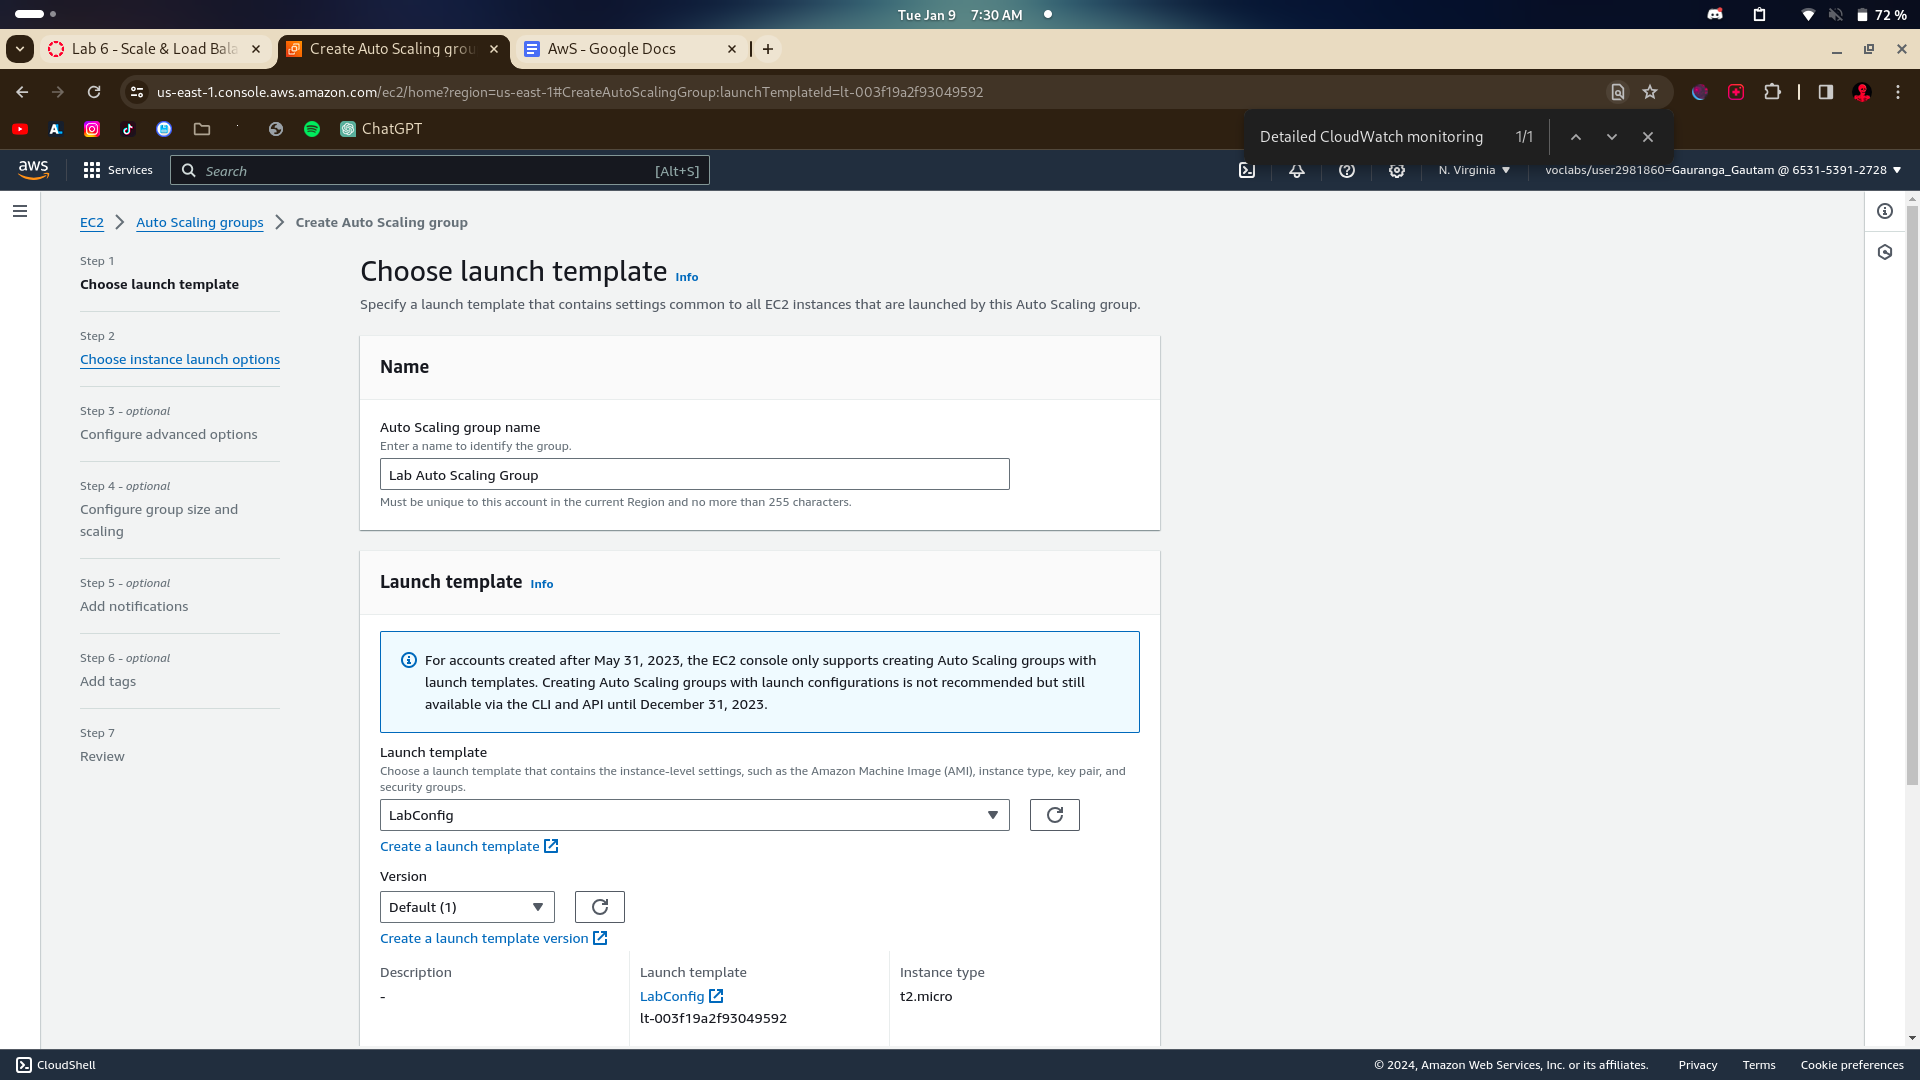 Tue Jan 9 7:30 AM
72 %
Lab 6 - Scale & Load Bala
Create Auto Scaling grou
AwS - Google Docs
us-east-1.console.aws.amazon.com/ec2/home?region=us-east-1#CreateAutoScalingGroup:launchTemplateId=lt-003f19a2f93049592
ChatGPT
Detailed CloudWatch monitoring 1/1
aws
Services
Search [Alt+S]
N. Virginia
voclabs/user2981860=Gauranga_Gautam @ 6531-5391-2728
EC2
Auto Scaling groups
Create Auto Scaling group
Step 1
Choose launch template
Step 2
Choose instance launch options
Step 3 - optional
Configure advanced options
Step 4 - optional
Configure group size and
scaling
Step 5 - optional
Add notifications
Step 6 - optional
Add tags
Step 7
Review
Choose launch template Info
Specify a launch template that contains settings common to all EC2 instances that are launched by this Auto Scaling group.
Name
Auto Scaling group name
Enter a name to identify the group.
Lab Auto Scaling Group
Must be unique to this account in the current Region and no more than 255 characters.
Launch template Info
For accounts created after May 31, 2023, the EC2 console only supports creating Auto Scaling groups with
launch templates. Creating Auto Scaling groups with launch configurations is not recommended but still
available via the CLI and API until December 31, 2023.
Launch template
Choose a launch template that contains the instance-level settings, such as the Amazon Machine Image (AMI), instance type, key pair, and
security groups.
LabConfig
Create a launch template
Version
Default (1)
Create a launch template version
Description
-
Launch template
LabConfig
lt-003f19a2f93049592
Instance type
t2.micro
CloudShell
© 2024, Amazon Web Services, Inc. or its affiliates.
Privacy
Terms
Cookie preferences